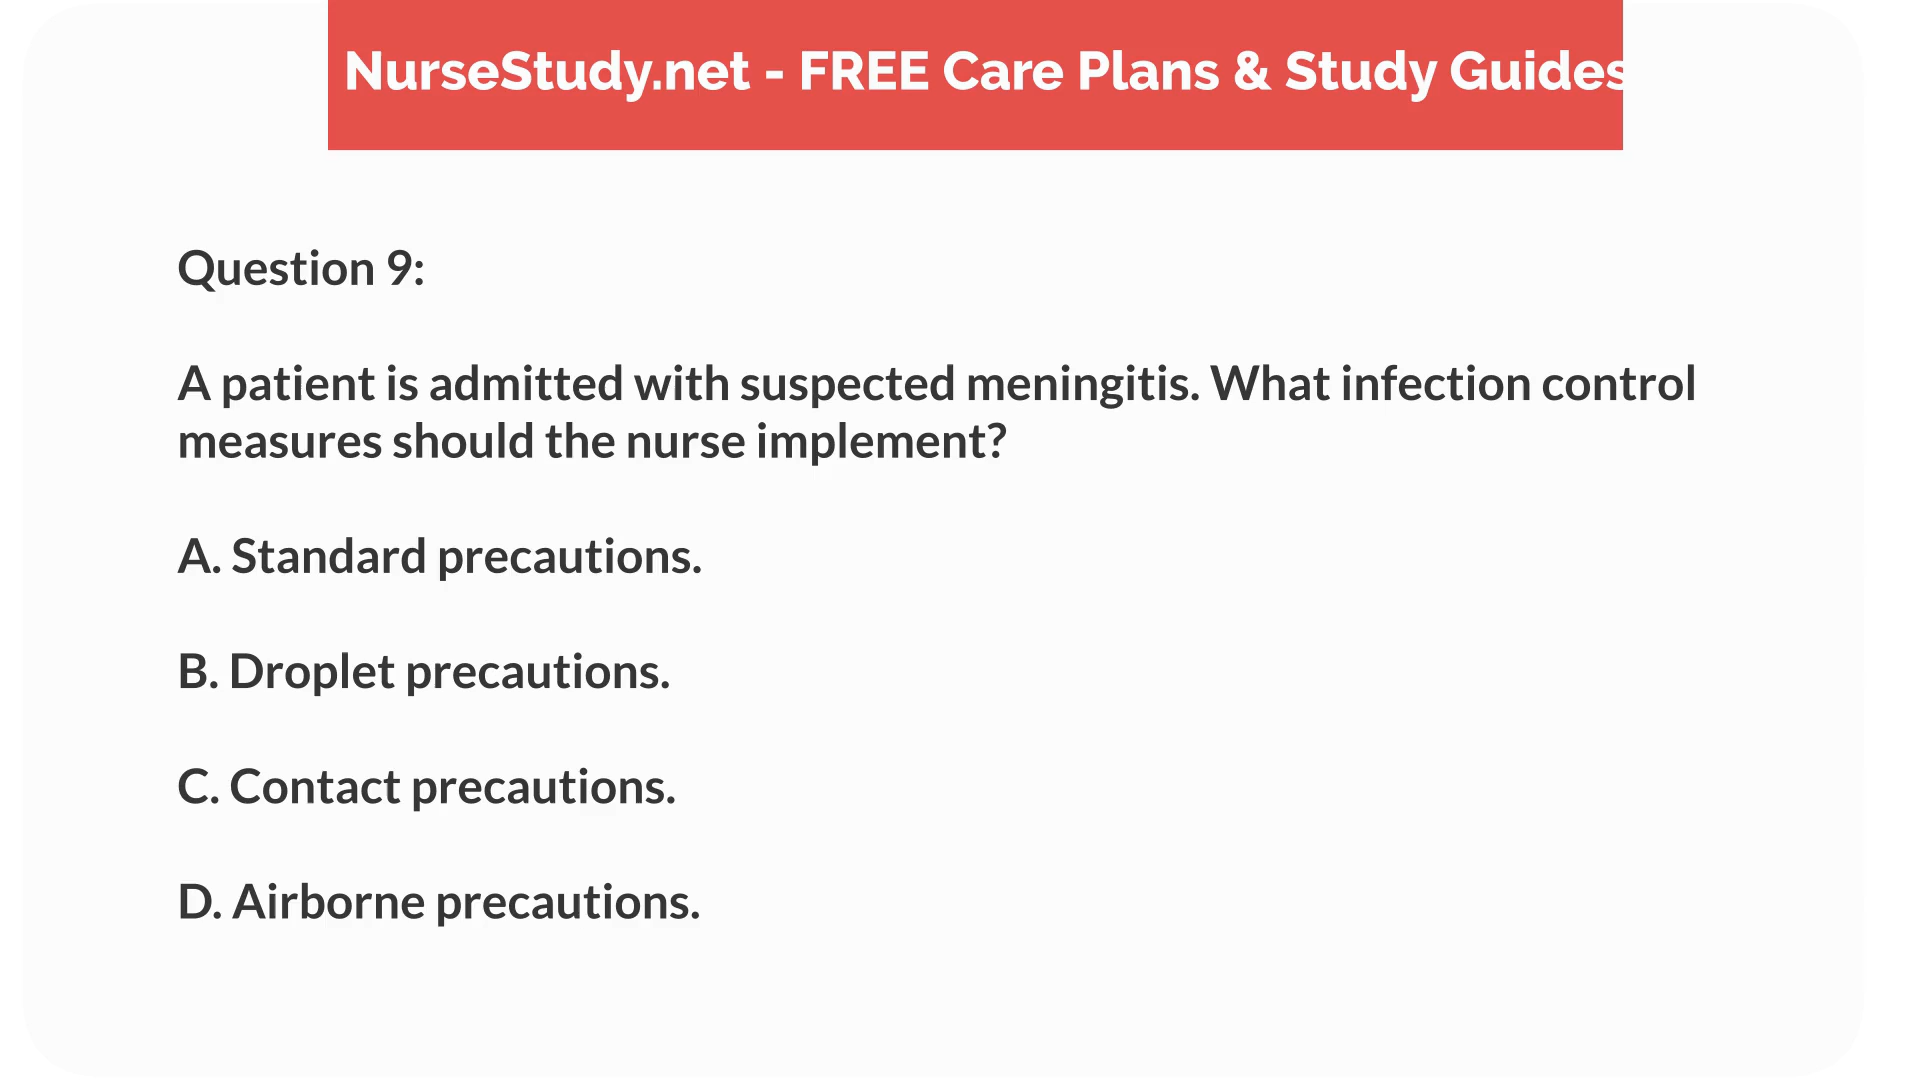 NurseStudy.net - FREE Care Plans & Study Guides
Question 9:
A patient is admitted with suspected meningitis. What infection control
measures should the nurse implement?
A. Standard precautions.
B. Droplet precautions.
C. Contact precautions.
D. Airborne precautions.